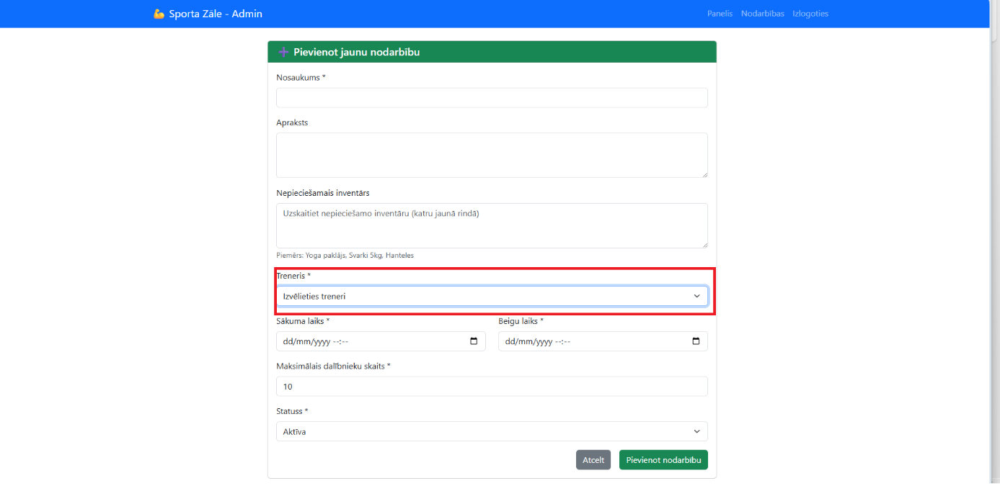 💪 Sporta Zāle - Admin
Panelis Nodarbības Izlogoties
➕ Pievienot jaunu nodarbību
Nosaukums *
Apraksts
Nepieciešamais inventārs
Uzskaitiet nepieciešamo inventāru (katru jaunā rindā)
Piemērs: Yoga paklājs, Svarki 5kg, Hanteles
Treneris *
Izvēlieties treneri
Sākuma laiks * Beigu laiks *
dd/mm/yyyy --:-- dd/mm/yyyy --:--
Maksimālais dalībnieku skaits *
10
Statuss *
Aktīva
Atcelt Pievienot nodarbību